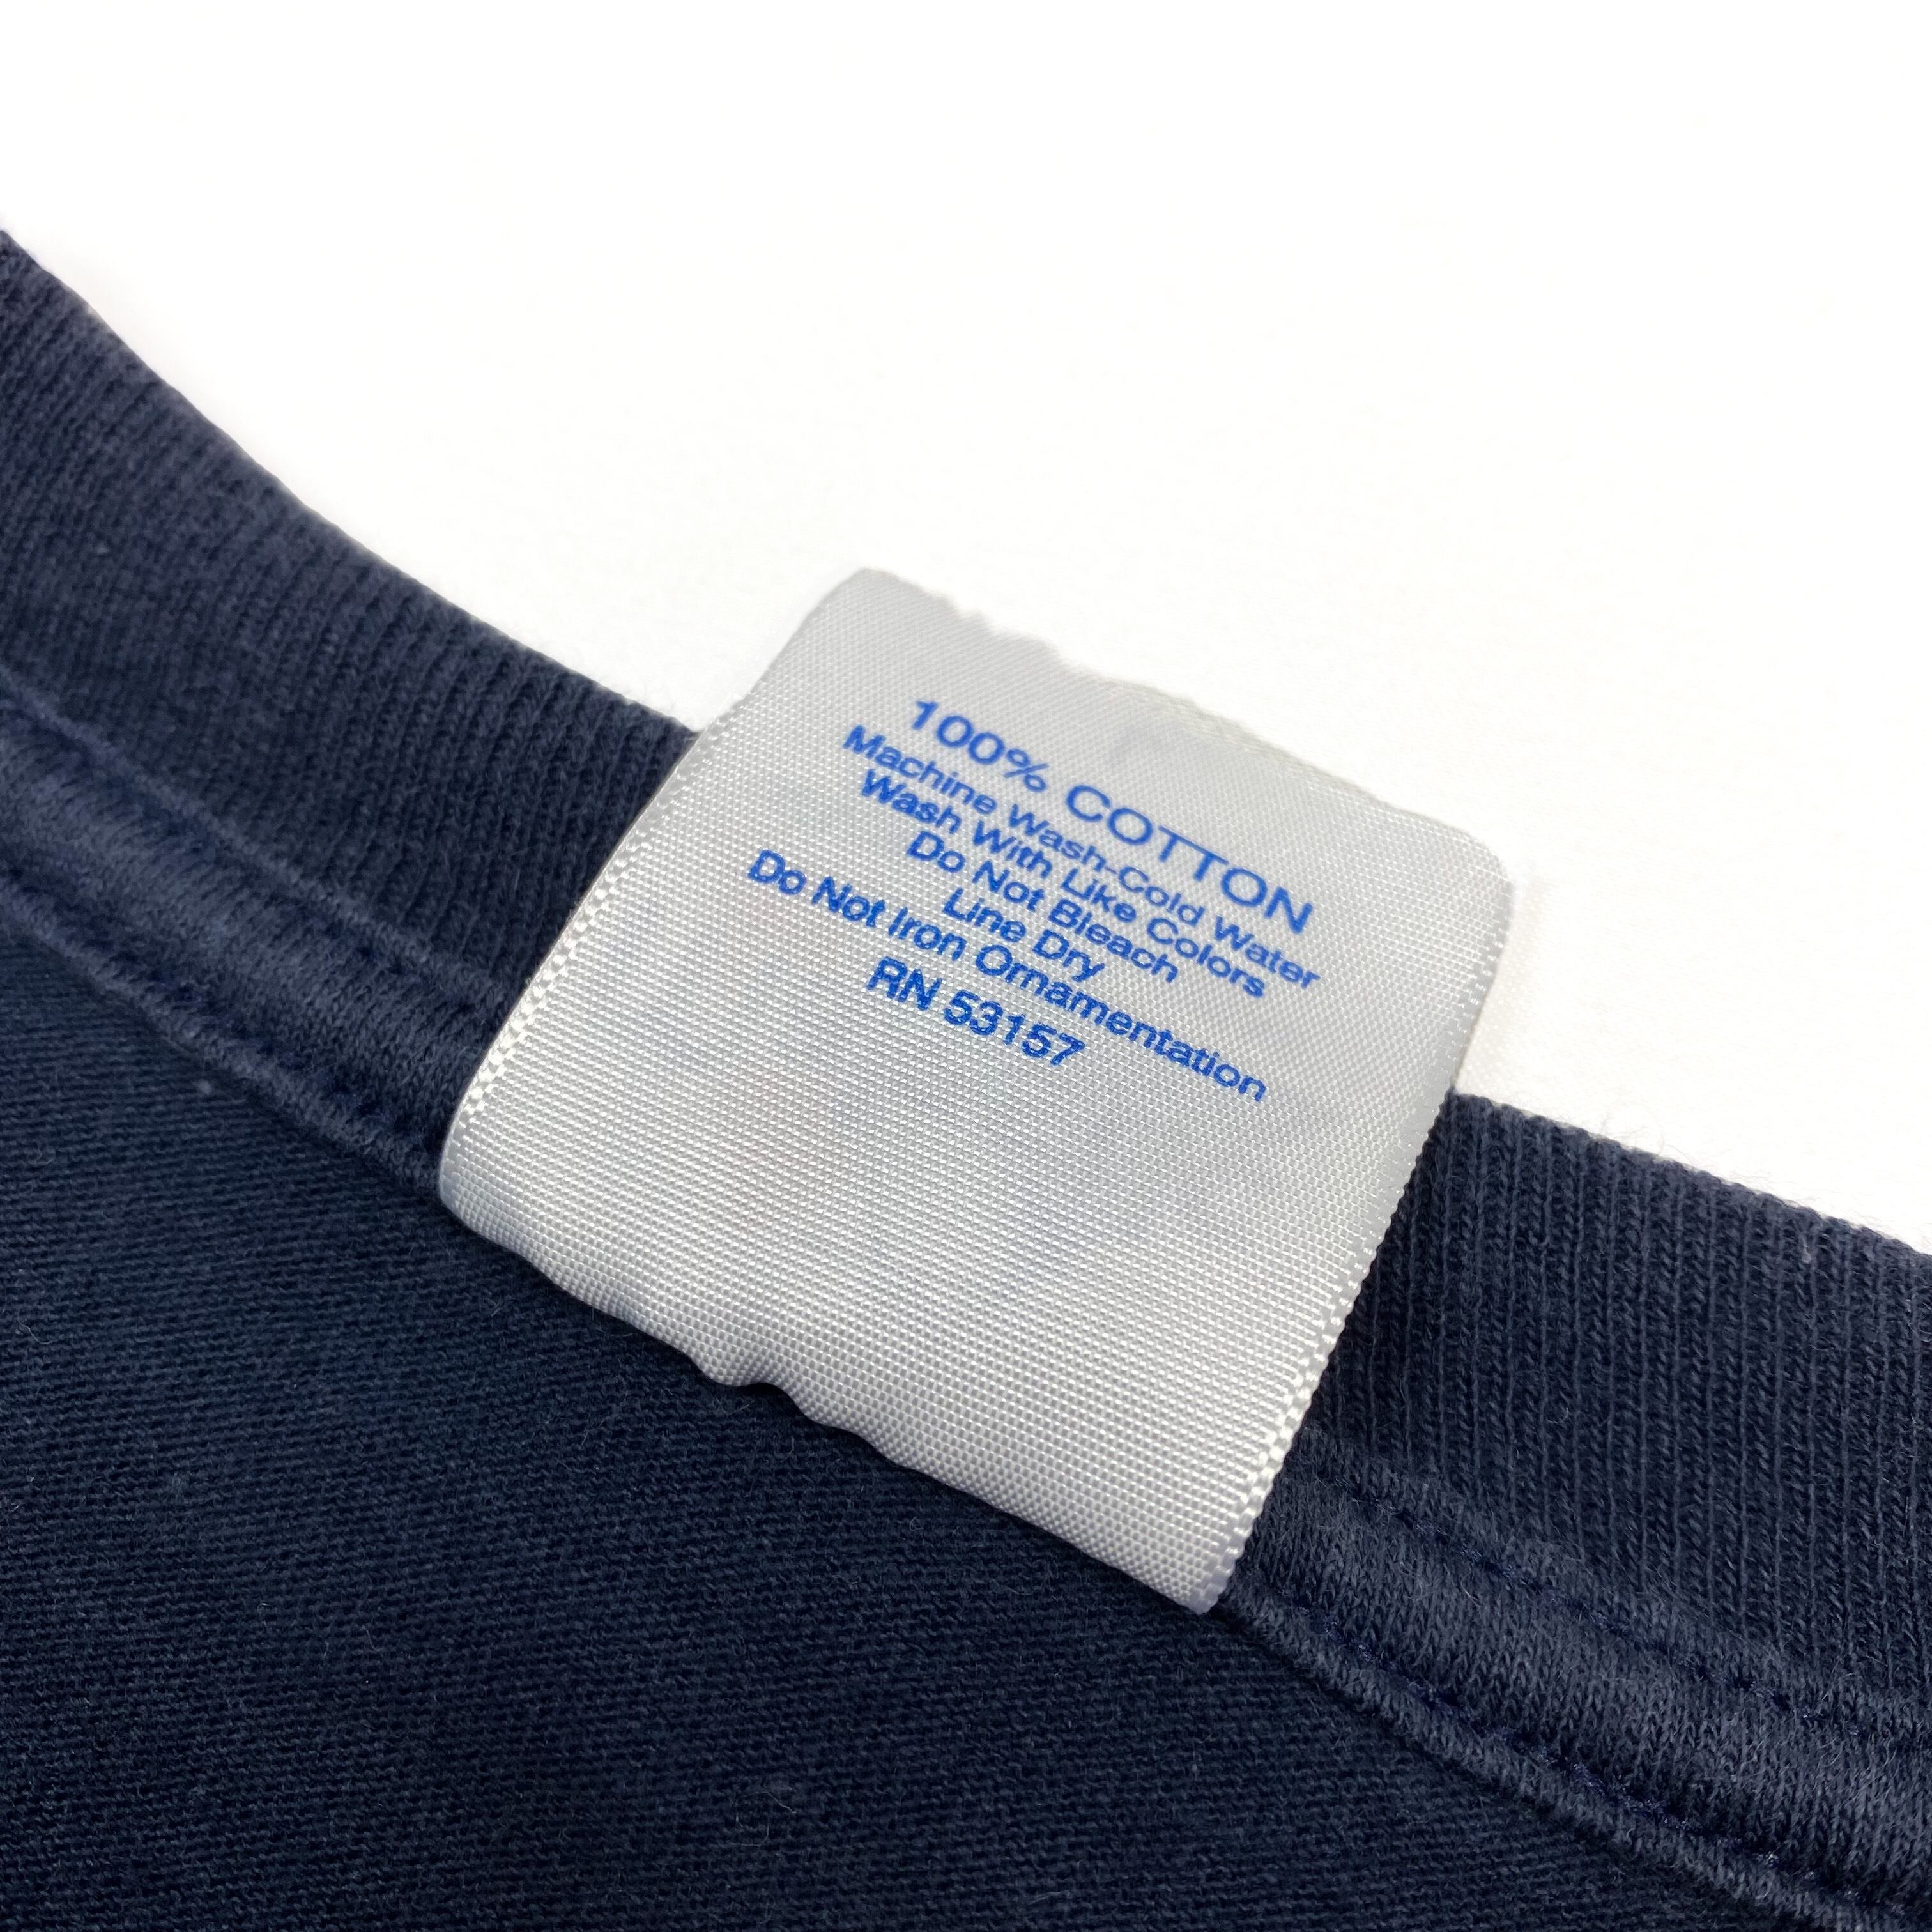 100% COTTON
Machine Wash-Cold Water
Wash With Like Colors
Do Not Bleach
Line Dry
Do Not Iron Ornamentation
RN 53157